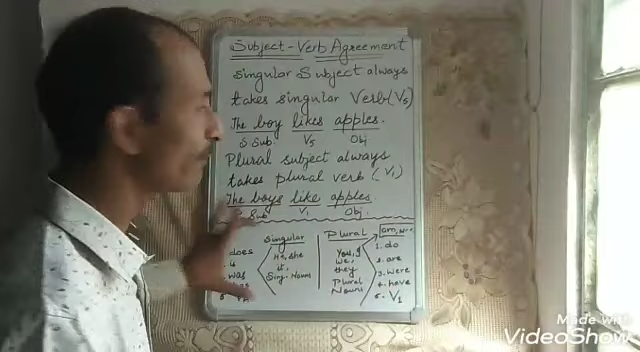 Subject-Verb Agreement
Singular Subject always
takes singular Verb (V5)
The boy likes apples.
S Sub. V5 Obj
Plural subject always
takes plural verb (V1)
The boys like apples.
Sub V1 Obj.
Singular Plural
does He, she You, I 1. do
it, we, 2. are
was Sing. Nouns they 3. were
Plural 4. have
Nouns 5. V1
Made with
VideoShow